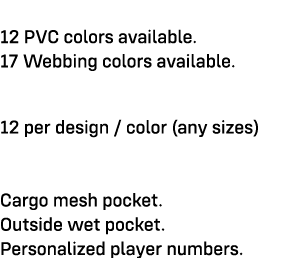 12 PVC colors available.
17 Webbing colors available.
12 per design / color (any sizes)
Cargo mesh pocket.
Outside wet pocket.
Personalized player numbers.